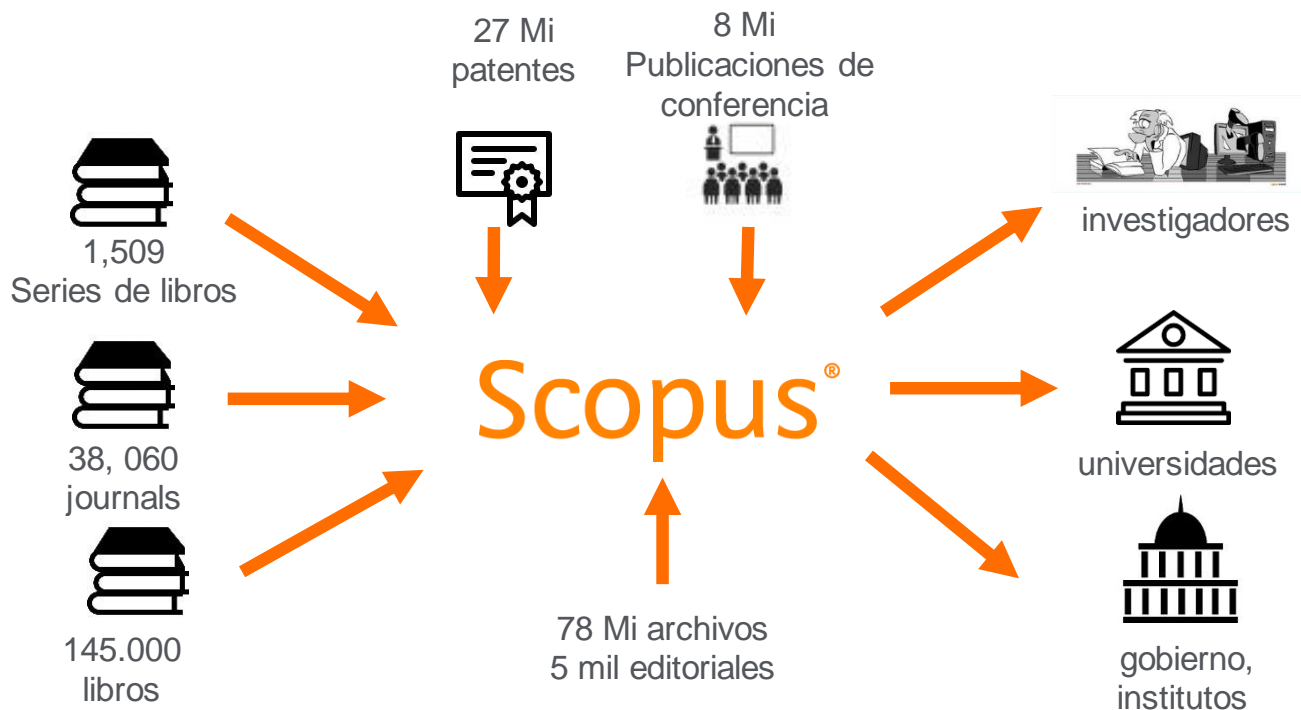 27 Mi
patentes
8 Mi
Publicaciones de
conferencia
1,509
Series de libros
38, 060
journals
145.000
libros
Scopus®
78 Mi archivos
5 mil editoriales
investigadores
universidades
gobierno,
institutos